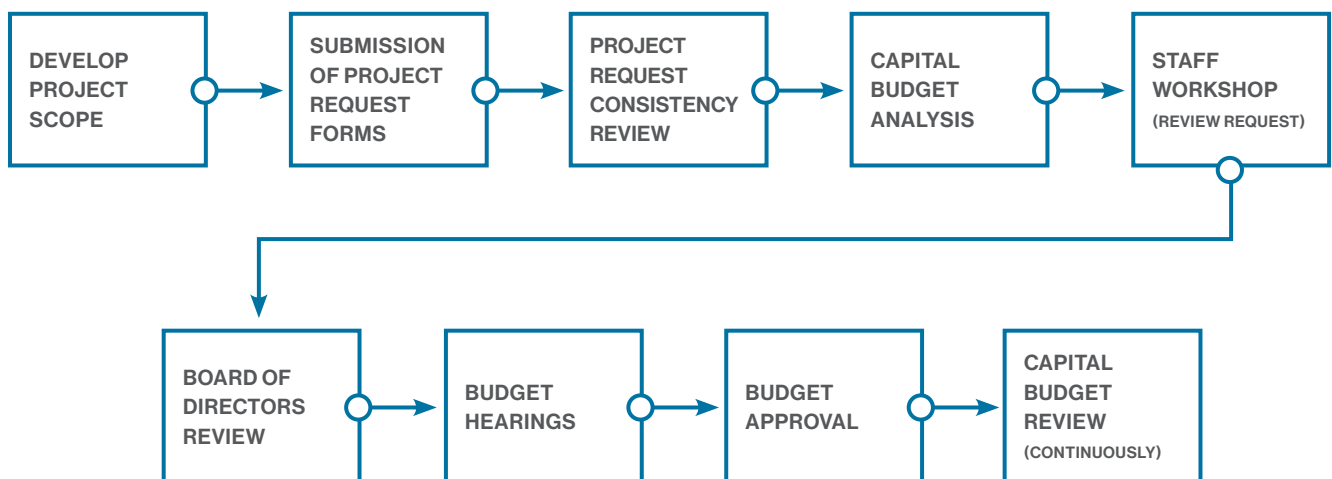 DEVELOP
PROJECT
SCOPE
SUBMISSION
OF PROJECT
REQUEST
FORMS
PROJECT
REQUEST
CONSISTENCY
REVIEW
CAPITAL
BUDGET
ANALYSIS
STAFF
WORKSHOP
(REVIEW REQUEST)
BOARD OF
DIRECTORS
REVIEW
BUDGET
HEARINGS
BUDGET
APPROVAL
CAPITAL
BUDGET
REVIEW
(CONTINUOUSLY)